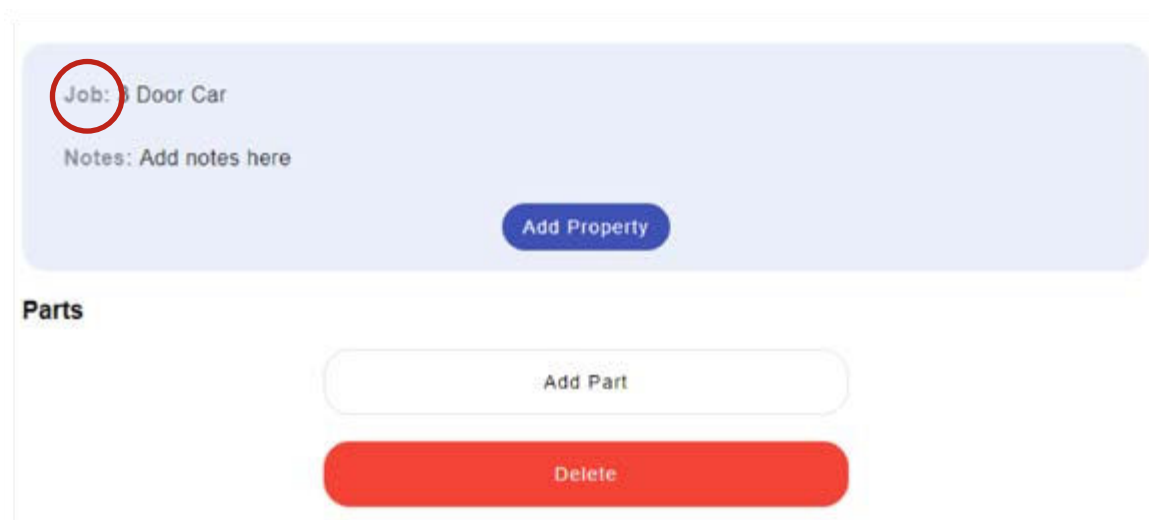 Job: 3 Door Car
Notes: Add notes here
Add Property
Parts
Add Part
Delete